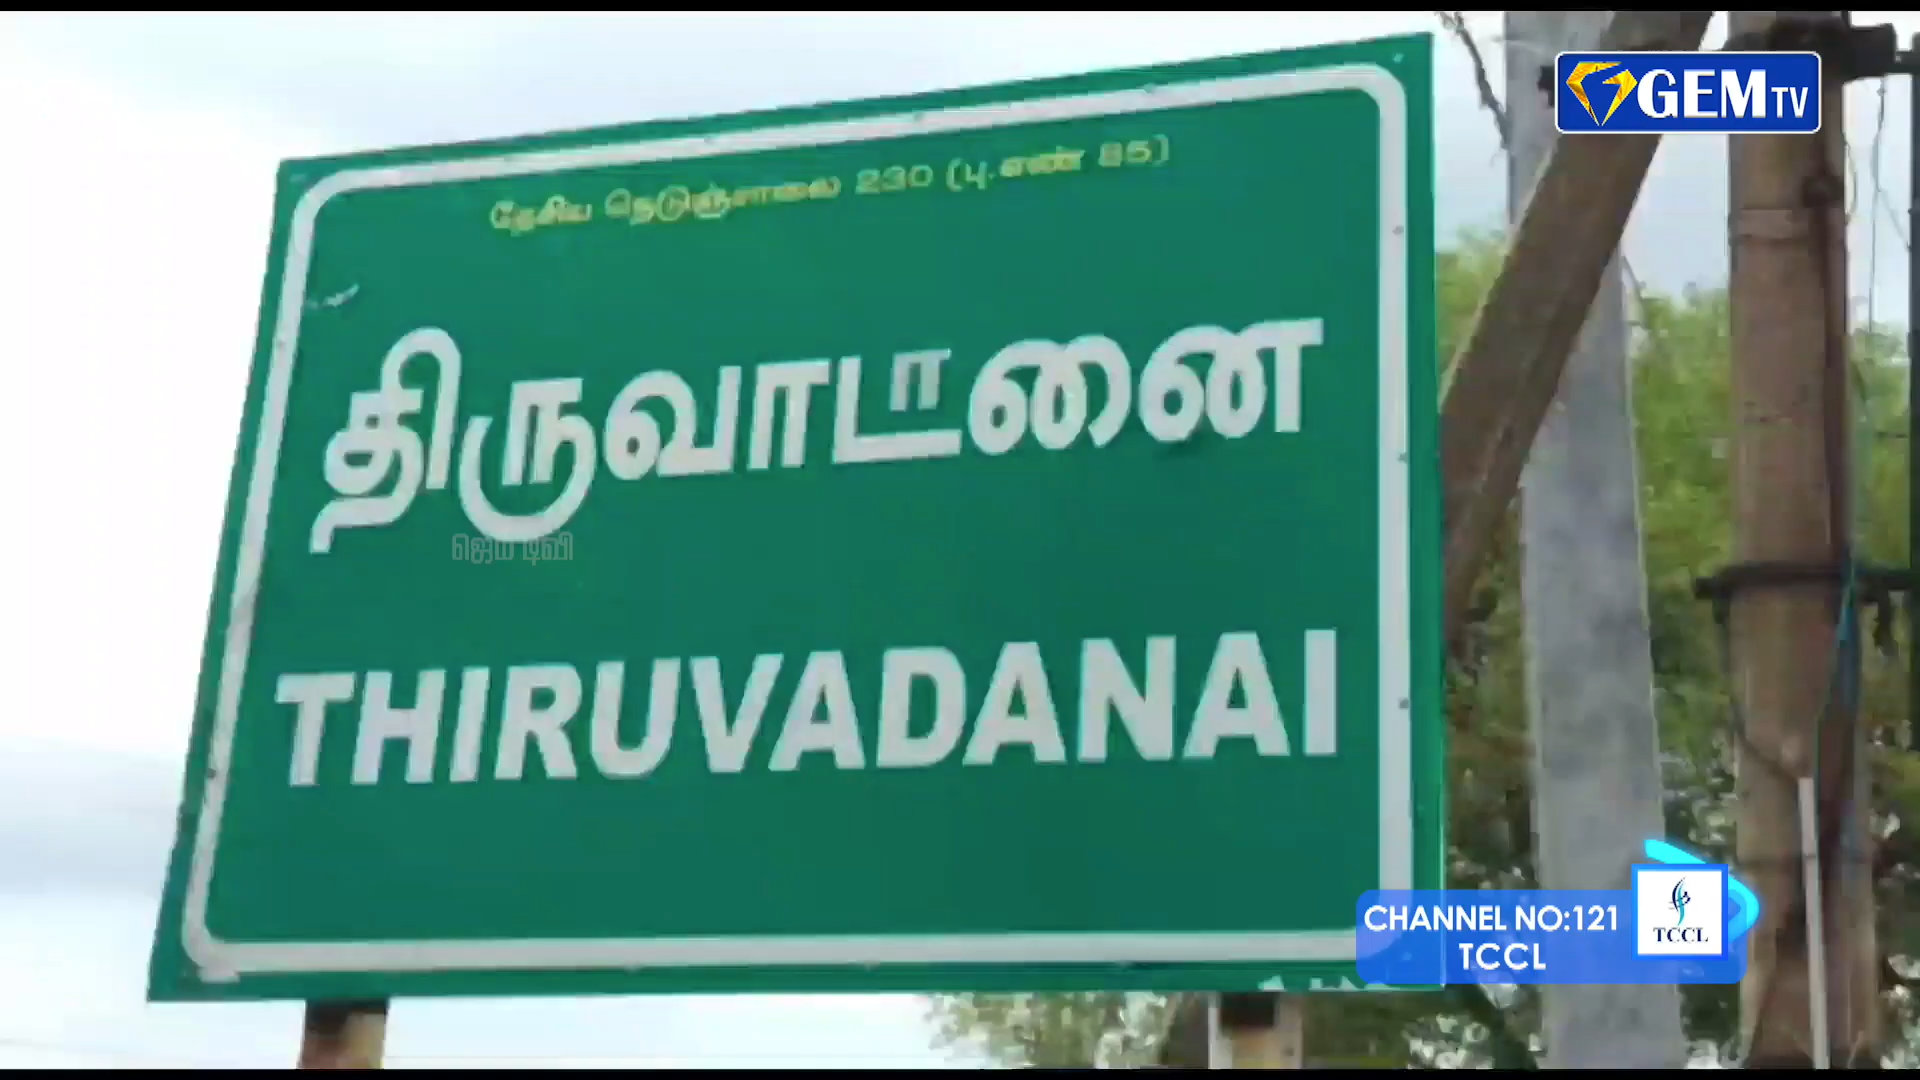 GEM TV
தேசிய நெடுஞ்சாலை 230 (பு.எண் 85)
திருவாடானை
ஜெம் டிவி
THIRUVADANAI
CHANNEL NO:121
TCCL
TCCL